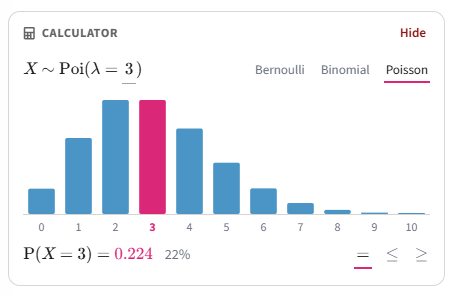 CALCULATOR Hide
X ∼ Poi(λ = 3) Bernoulli Binomial Poisson
0 1 2 3 4 5 6 7 8 9 10
P(X = 3) = 0.224 22% = ≤ ≥